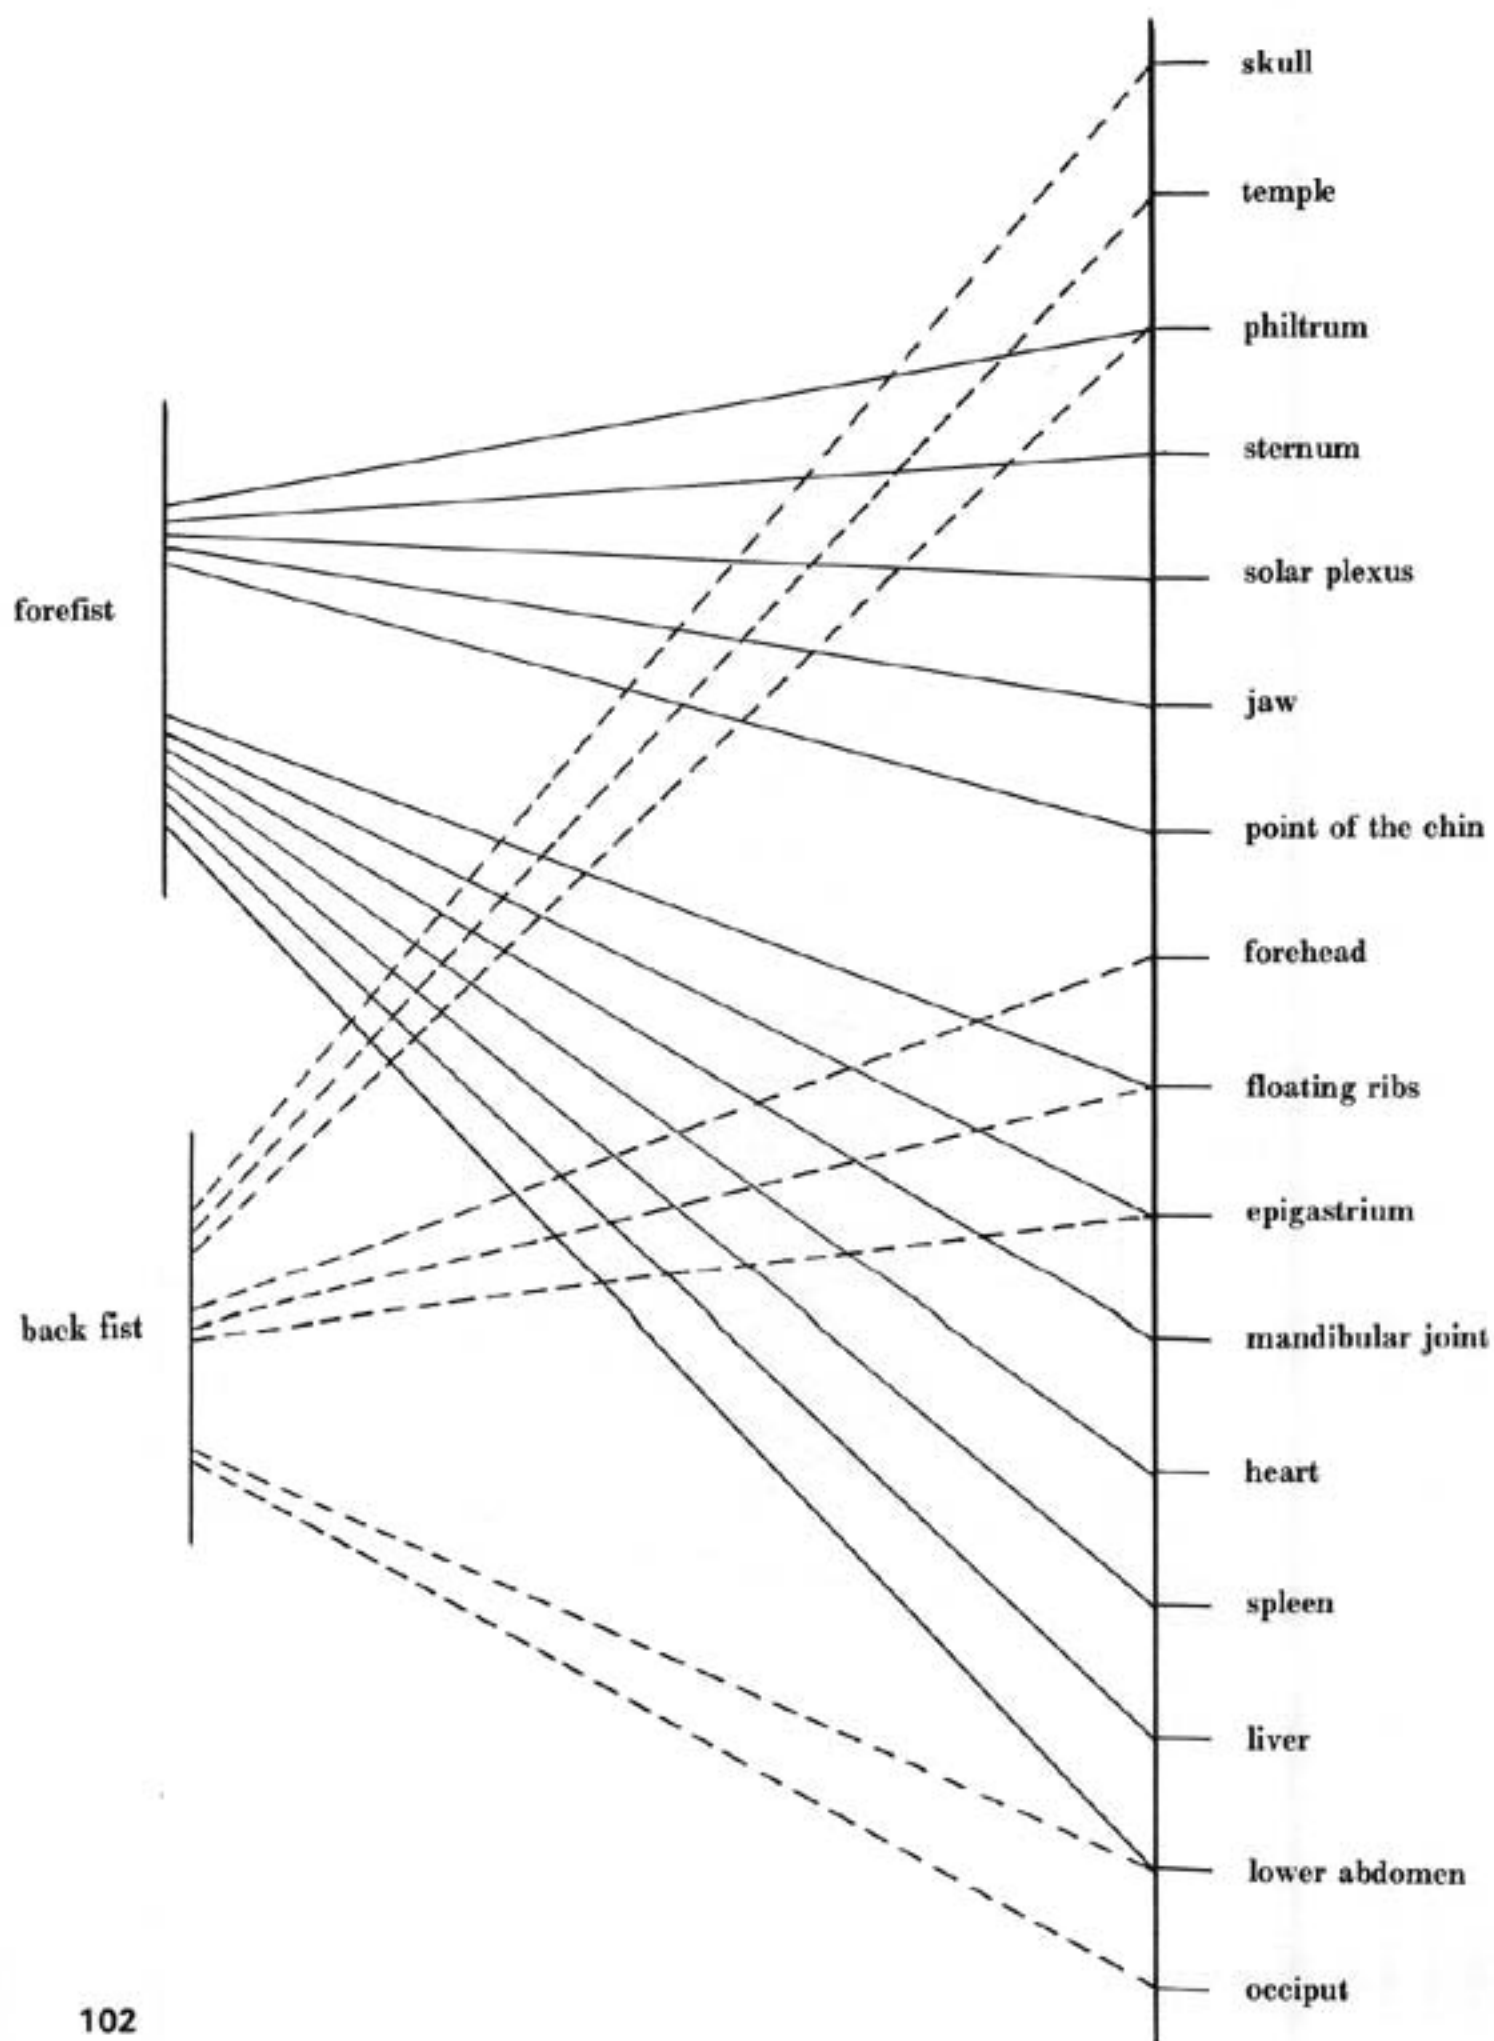 skull
temple
philtrum
sternum
solar plexus
forefist
jaw
point of the chin
forehead
floating ribs
epigastrium
back fist
mandibular joint
heart
spleen
liver
lower abdomen
occiput
102